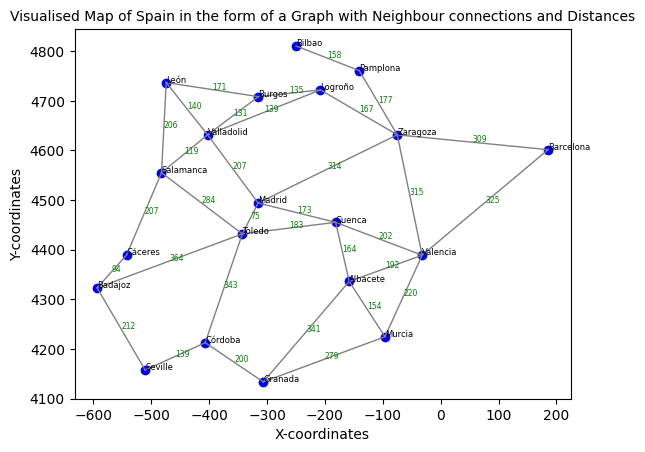 Visualised Map of Spain in the form of a Graph with Neighbour connections and Distances
4800
4700
4600
4500
4400
4300
4200
4100
Y-coordinates
Bilbao
158
Pamplona
León
171
Burgos
135
Logroño
177
140
131
139
167
206
Valladolid
Zaragoza
309
Barcelona
119
207
314
Salamanca
284
315
325
207
Madrid
75
173
183
Cuenca
202
Toledo
Cáceres
364
164
Valencia
94
192
Badajoz
343
Albacete
220
212
154
341
139
Córdoba
Murcia
200
279
Seville
Granada
−600
−500
−400
−300
−200
−100
0
100
200
X-coordinates